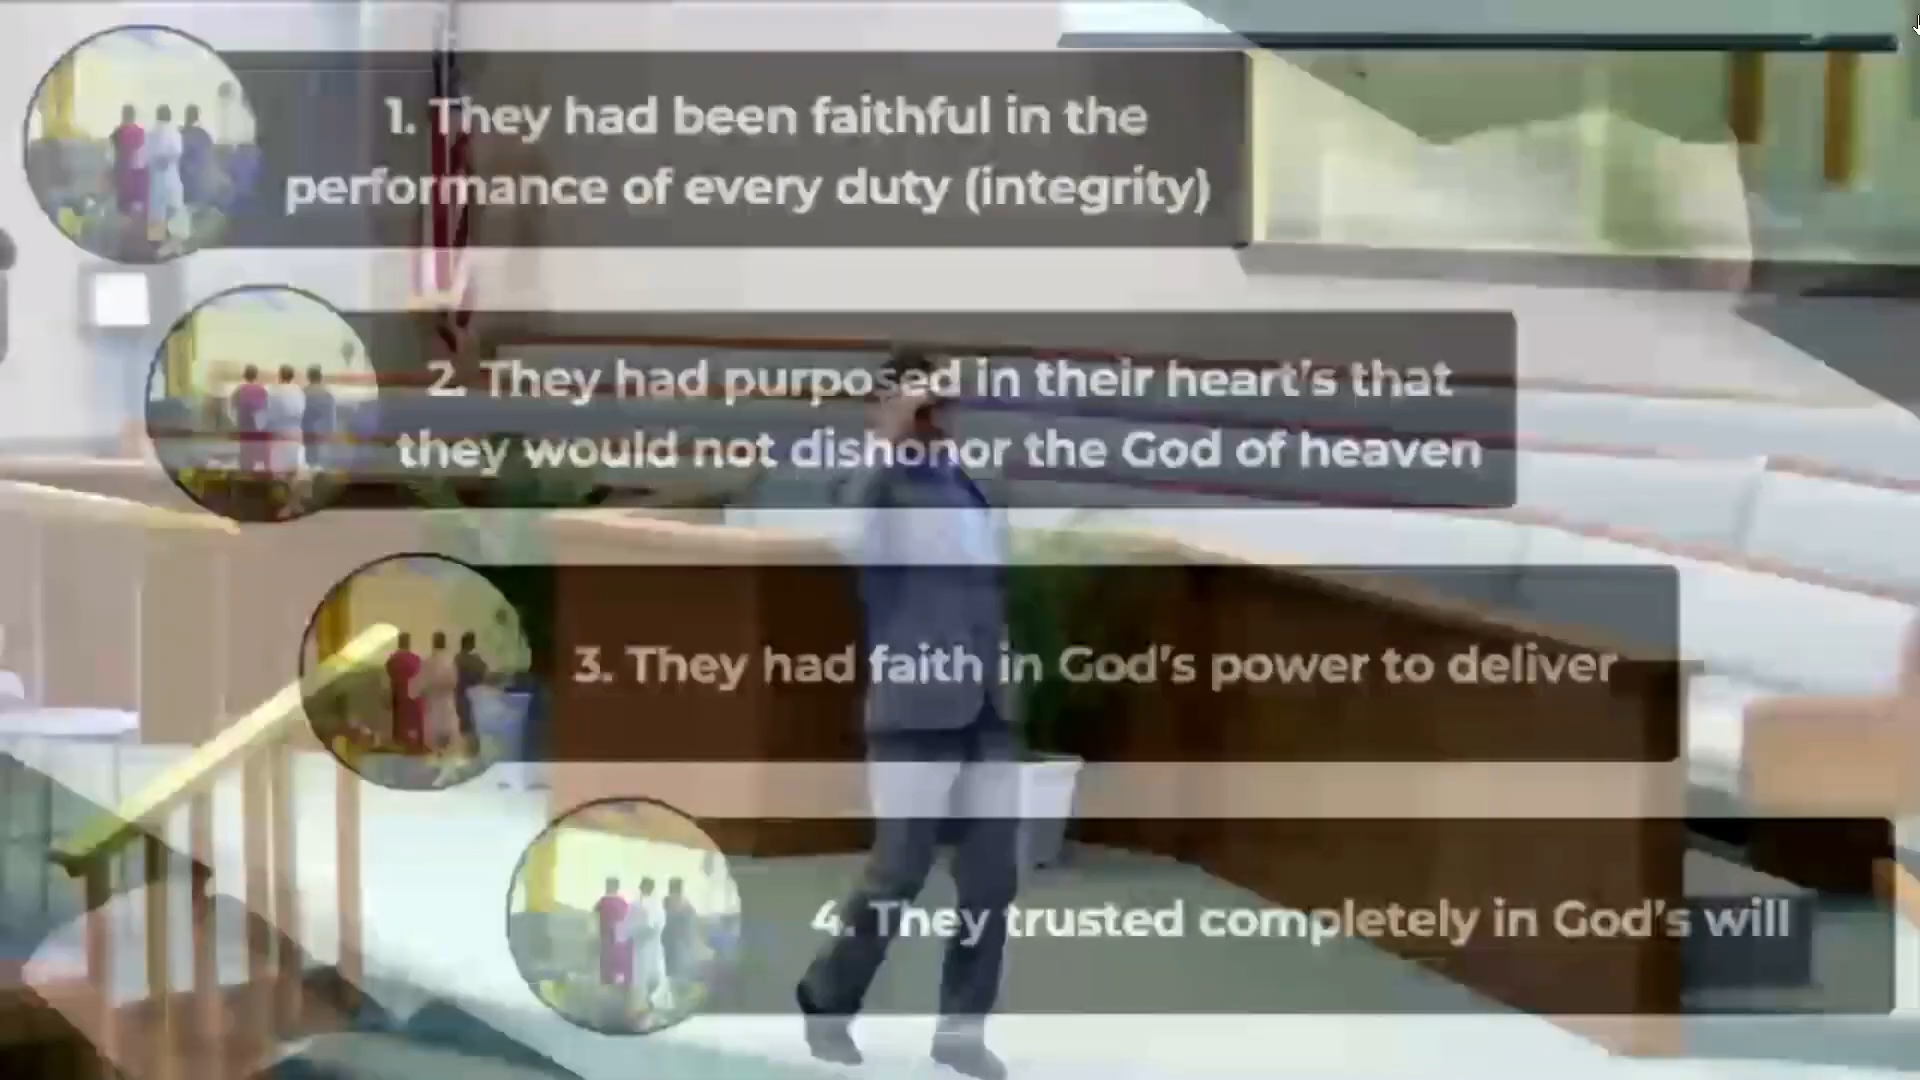 1. They had been faithful in the
performance of every duty (integrity)
2. They had purposed in their heart's that
they would not dishonor the God of heaven
3. They had faith in God's power to deliver
4. They trusted completely in God's will